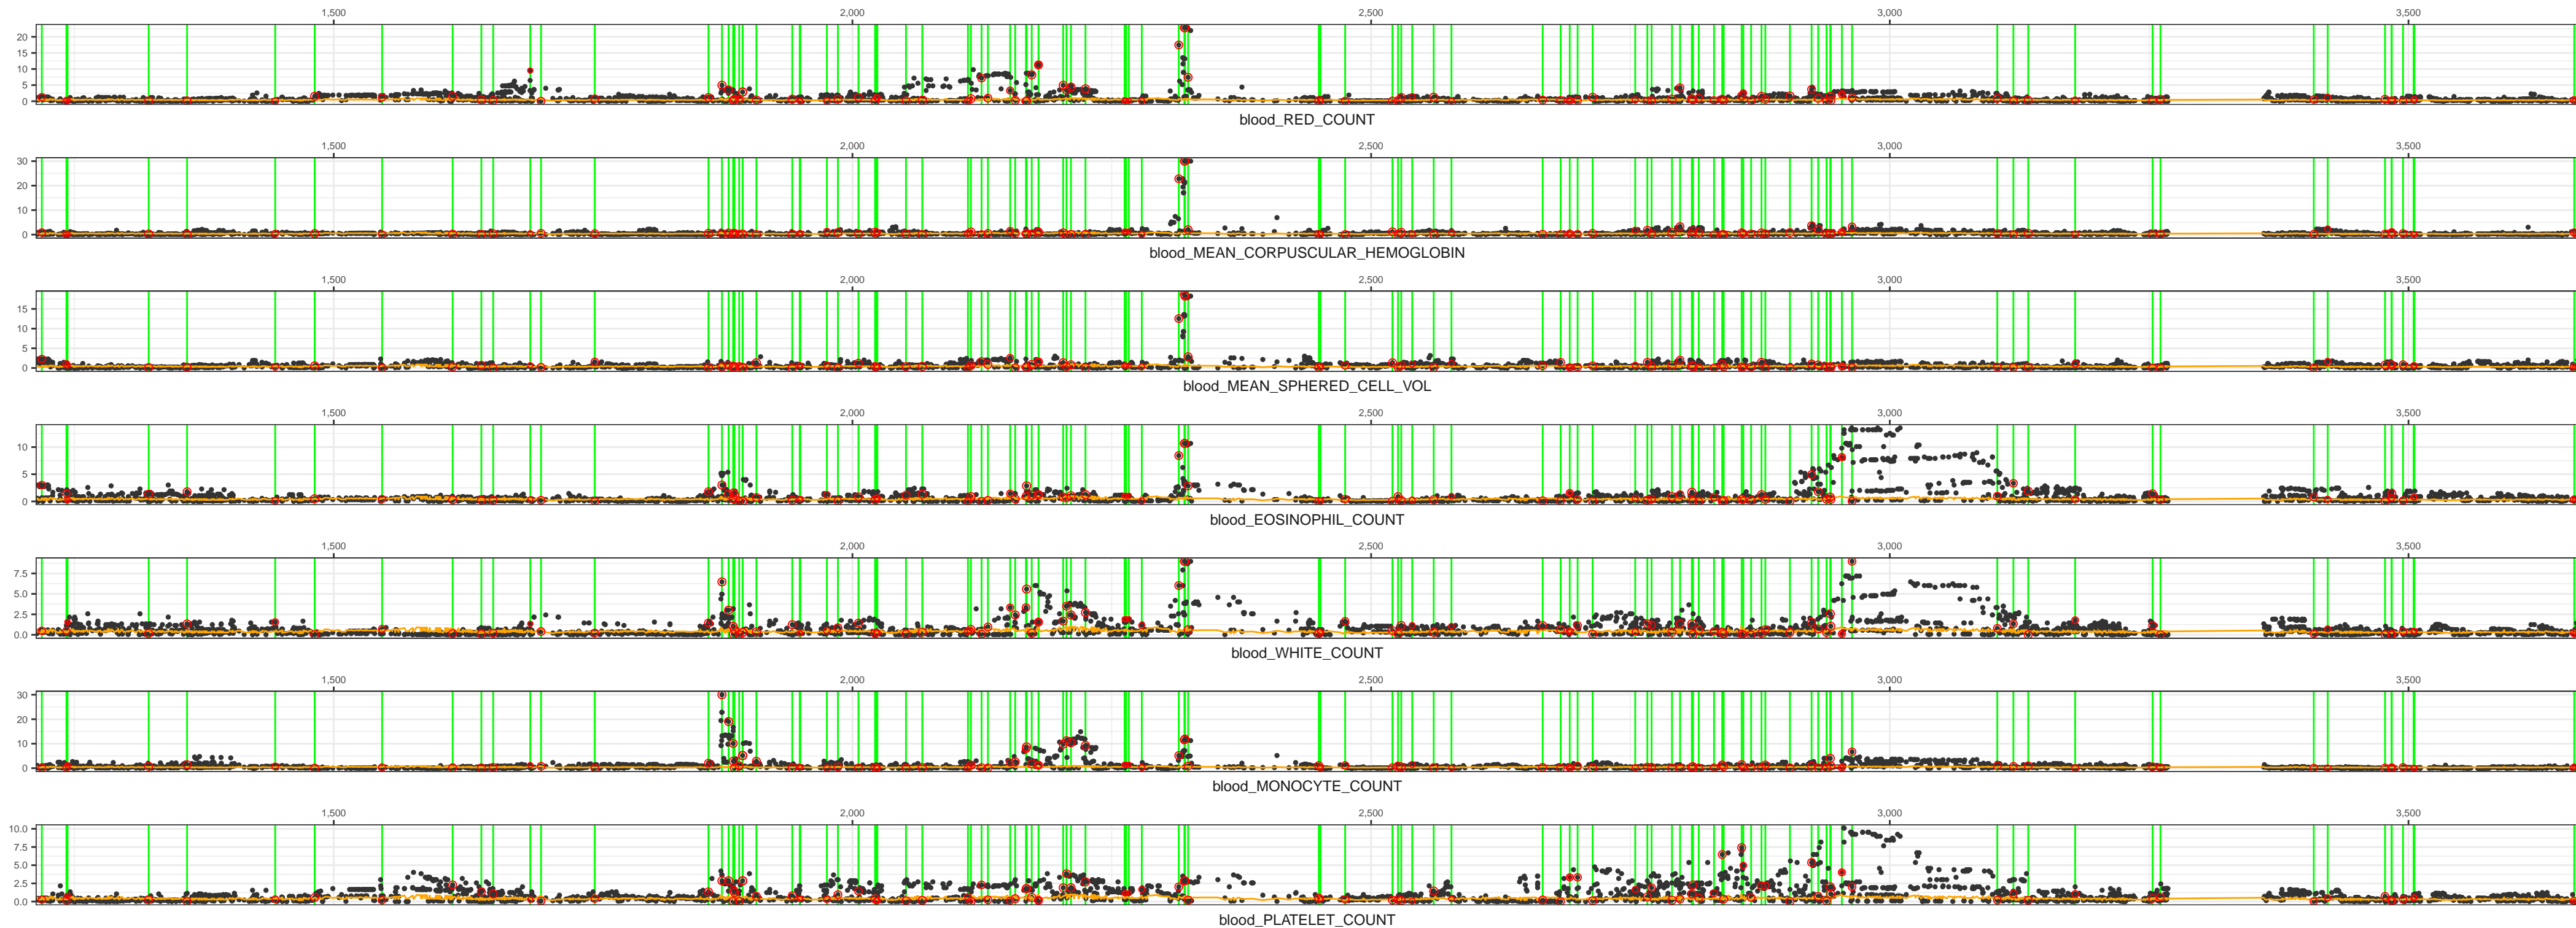 1,500 2,000 2,500 3,000 3,500
20
15
10
5
0
blood_RED_COUNT
1,500 2,000 2,500 3,000 3,500
30
20
10
0
blood_MEAN_CORPUSCULAR_HEMOGLOBIN
1,500 2,000 2,500 3,000 3,500
15
10
5
0
blood_MEAN_SPHERED_CELL_VOL
1,500 2,000 2,500 3,000 3,500
10
5
0
blood_EOSINOPHIL_COUNT
1,500 2,000 2,500 3,000 3,500
7.5
5.0
2.5
0.0
blood_WHITE_COUNT
1,500 2,000 2,500 3,000 3,500
30
20
10
0
blood_MONOCYTE_COUNT
1,500 2,000 2,500 3,000 3,500
10.0
7.5
5.0
2.5
0.0
blood_PLATELET_COUNT